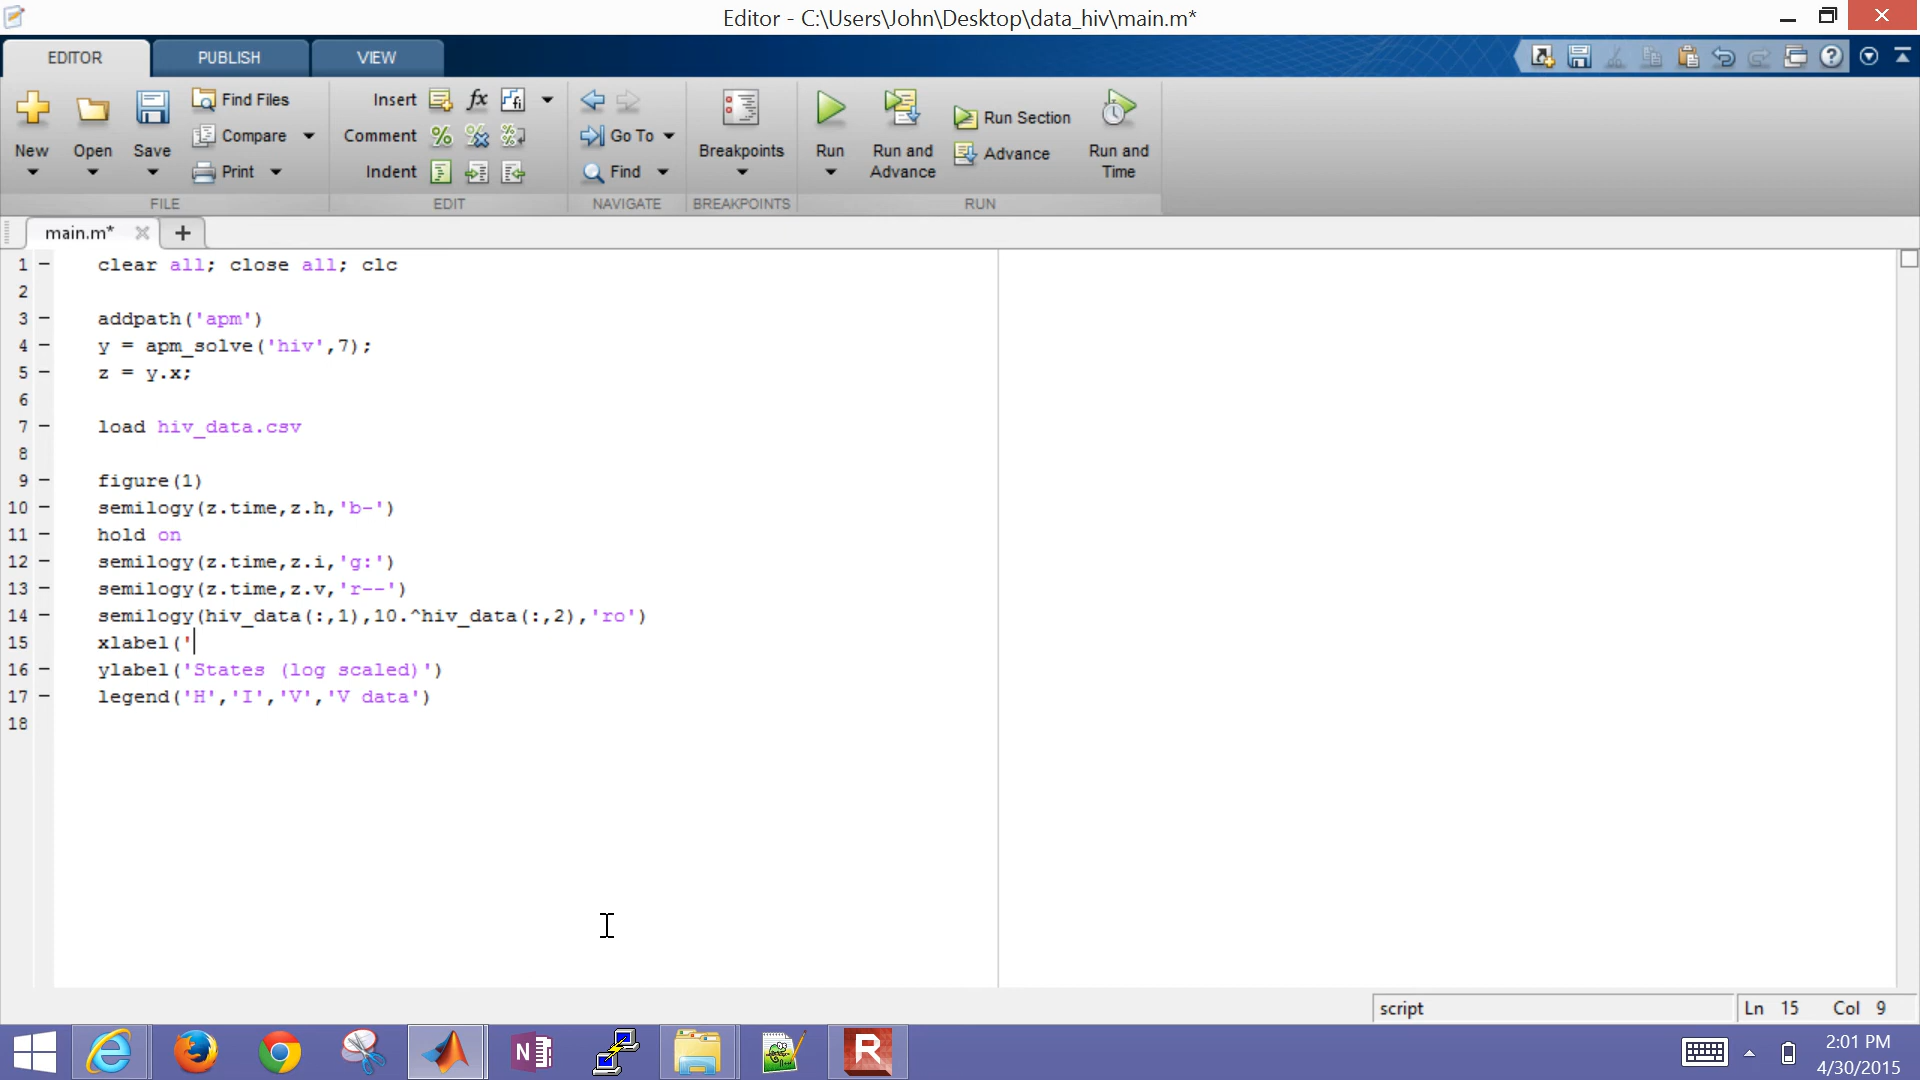 Editor - C:\Users\John\Desktop\data_hiv\main.m*
EDITOR PUBLISH VIEW
New Open Save Find Files Compare Print
FILE
Insert fx fi
Comment
Indent
EDIT
Go To
Find
NAVIGATE
Breakpoints
BREAKPOINTS
Run Run and Advance Run Section Advance Run and Time
RUN
main.m*
1 clear all; close all; clc
2
3 addpath('apm')
4 y = apm_solve('hiv',7);
5 z = y.x;
6
7 load hiv_data.csv
8
9 figure(1)
10 semilogy(z.time,z.h,'b-')
11 hold on
12 semilogy(z.time,z.i,'g:')
13 semilogy(z.time,z.v,'r--')
14 semilogy(hiv_data(:,1),10.^hiv_data(:,2),'ro')
15 xlabel('
16 ylabel('States (log scaled)')
17 legend('H','I','V','V data')
18
script Ln 15 Col 9
N R
2:01 PM
4/30/2015